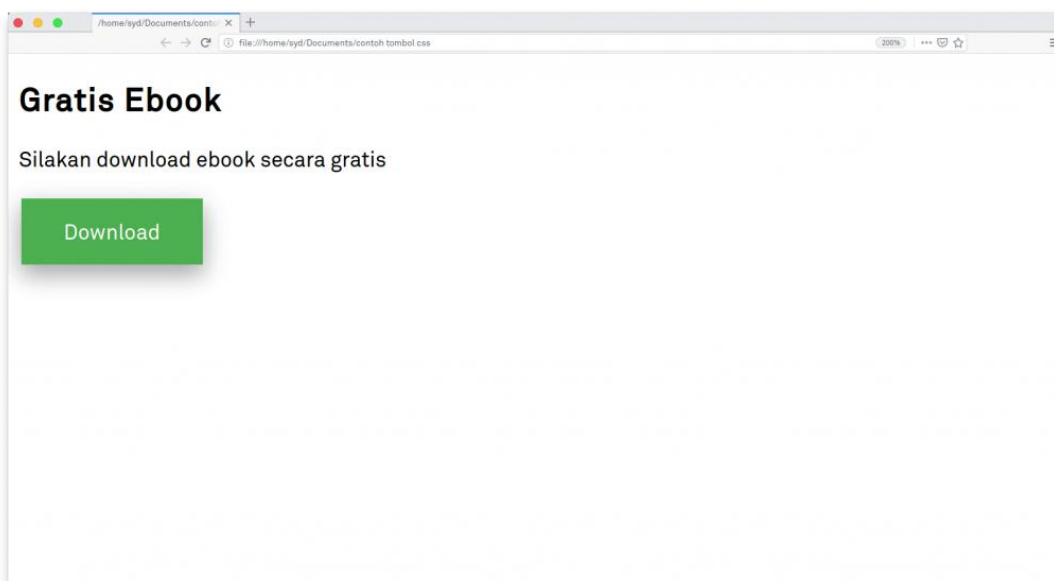 /home/syd/Documents/conto
file:///home/syd/Documents/contoh tombol css
200%
Gratis Ebook
Silakan download ebook secara gratis
Download